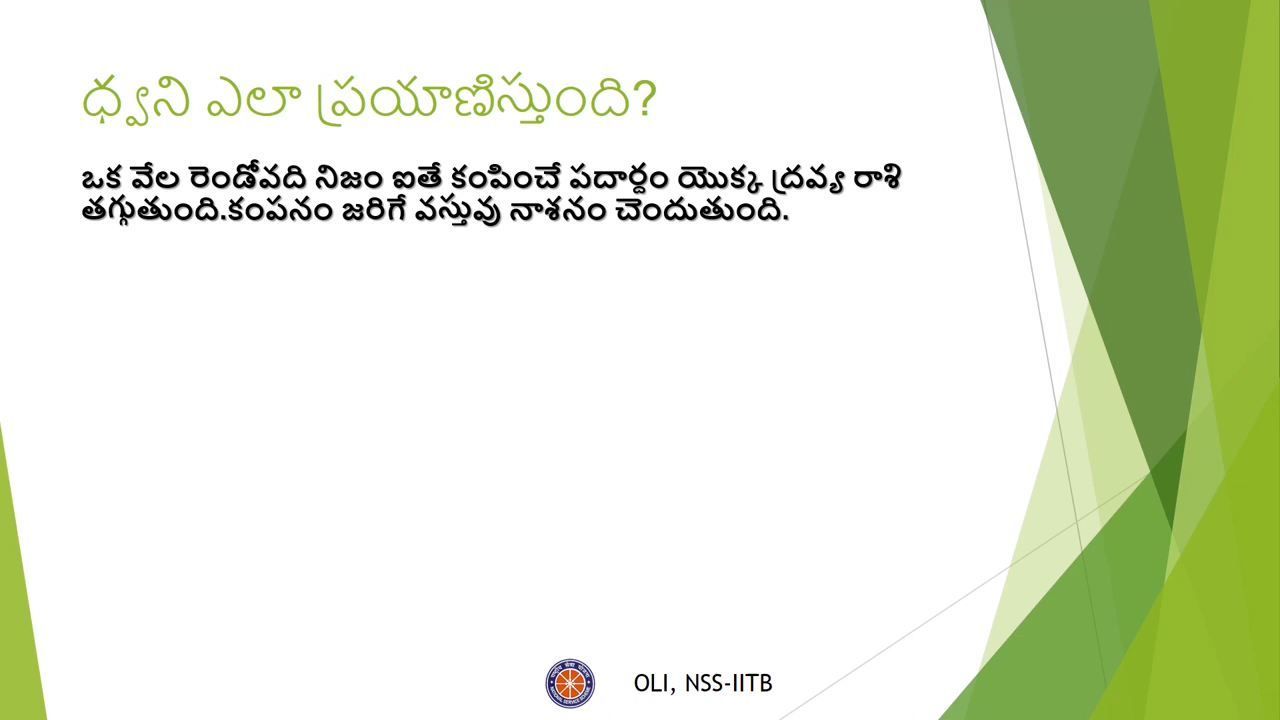 ధ్వని ఎలా ప్రయాణిస్తుంది?
ఒక వేల రెండోవది నిజం ఐతే కంపించే పదార్దం యొక్క ద్రవ్య రాశి
తగ్గుతుంది.కంపనం జరిగే వస్తువు నాశనం చెందుతుంది.
OLI, NSS-IITB